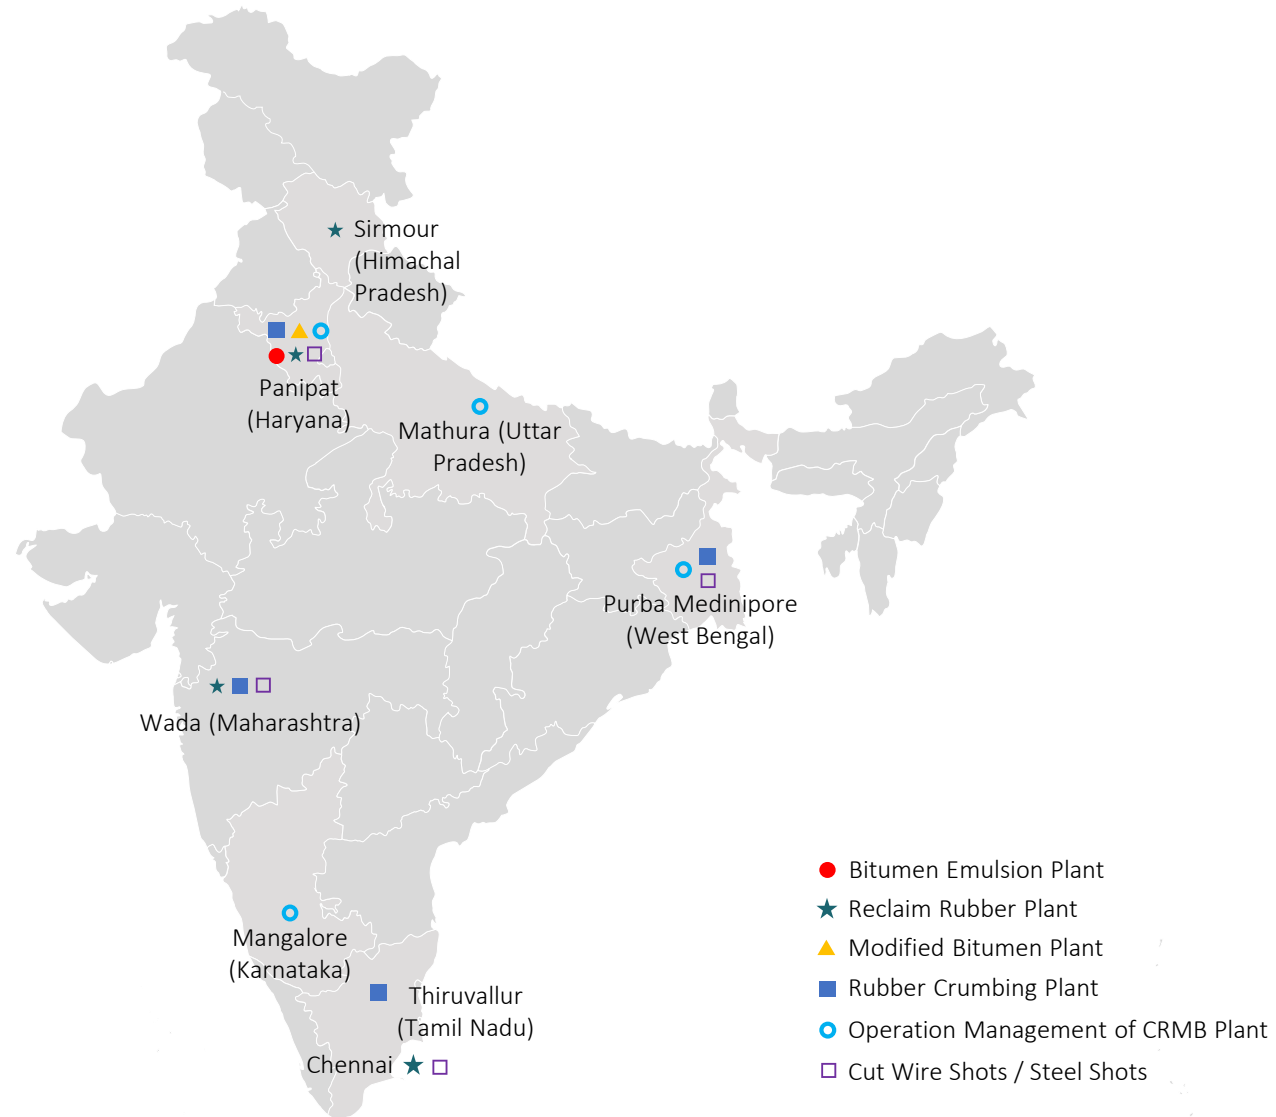 Sirmour
(Himachal
Pradesh)
Panipat
(Haryana)
Mathura (Uttar
Pradesh)
Purba Medinipore
(West Bengal)
Wada (Maharashtra)
Mangalore
(Karnataka)
Thiruvallur
(Tamil Nadu)
Chennai
Bitumen Emulsion Plant
Reclaim Rubber Plant
Modified Bitumen Plant
Rubber Crumbing Plant
Operation Management of CRMB Plant
Cut Wire Shots / Steel Shots